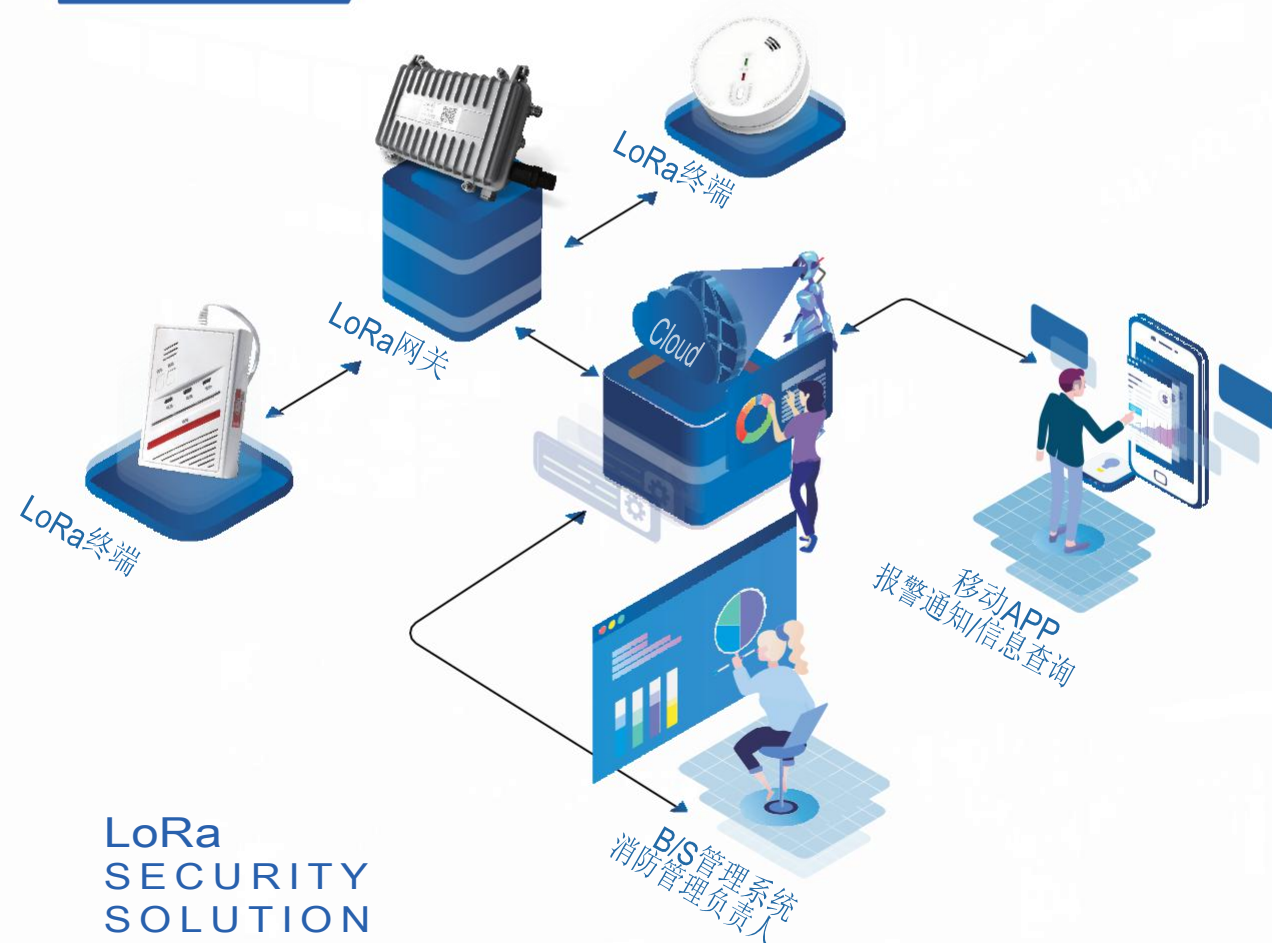 LoRa终端
LoRa网关
Cloud
LoRa终端
移动APP
报警通知/信息查询
B/S管理系统
消防管理负责人
LoRa
SECURITY
SOLUTION